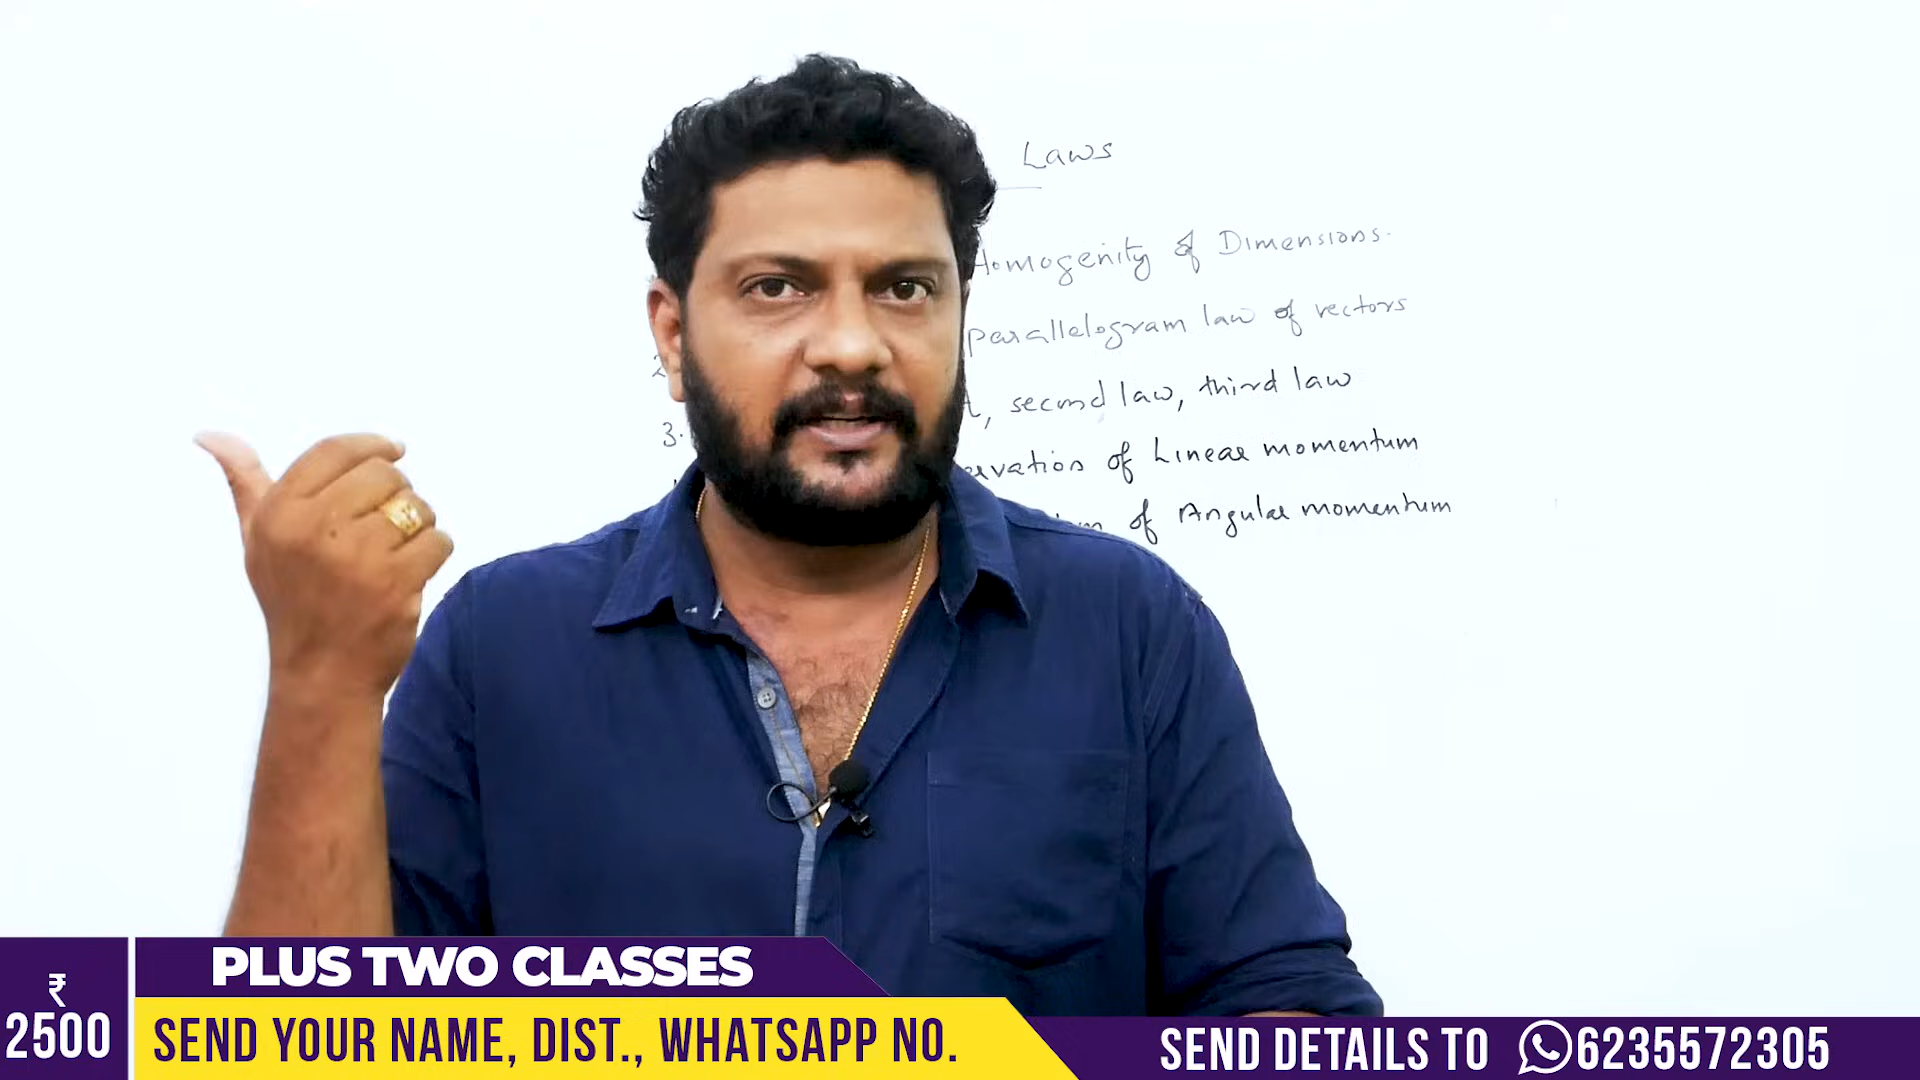 Laws
Homogenity of Dimensions.
parallelogram law of vectors
3. second law, third law
of Linear momentum
of Angular momentum
PLUS TWO CLASSES
₹
2500
SEND YOUR NAME, DIST., WHATSAPP NO.
SEND DETAILS TO 6235572305